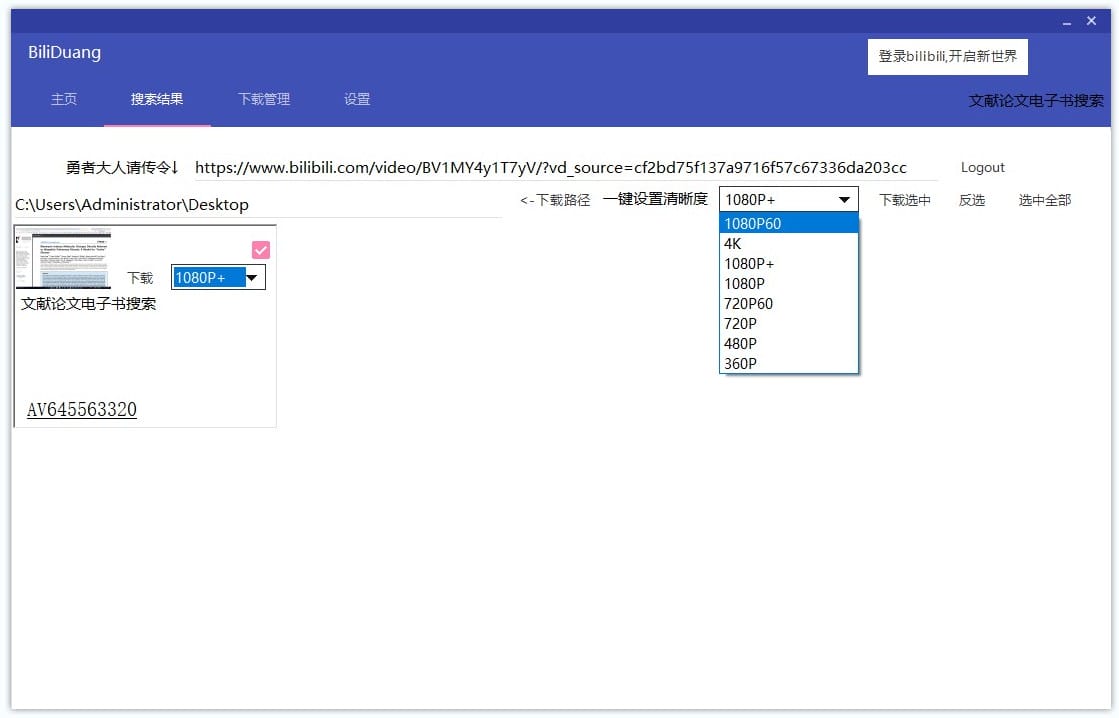 BiliDuang
登录bilibili,开启新世界
主页 搜索结果 下载管理 设置
文献论文电子书搜索
勇者大人请传令↓ https://www.bilibili.com/video/BV1MY4y1T7yV/?vd_source=cf2bd75f137a9716f57c67336da203cc Logout
C:\Users\Administrator\Desktop <-下载路径 一键设置清晰度 1080P+ 下载选中 反选 选中全部
1080P60
4K
1080P+
1080P
720P60
720P
480P
360P
下载 1080P+
文献论文电子书搜索
AV645563320